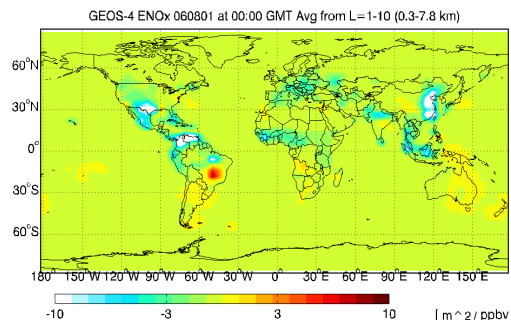 GEOS-4 ENOx 060801 at 00:00 GMT Avg from L=1-10 (0.3-7.8 km)
60°N
30°N
0°
30°S
60°S
180°150°W 120°W 90°W 60°W 30°W 0° 30°E 60°E 90°E 120°E 150°E
-10 -3 3 10
[ m^2 / ppbv